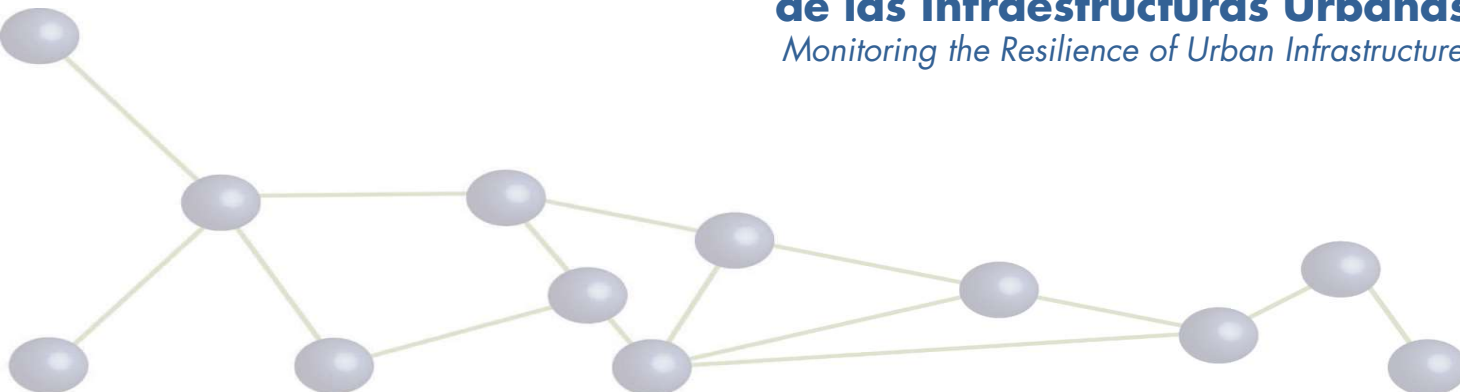 de las Infraestructuras Urbanas
Monitoring the Resilience of Urban Infrastructure